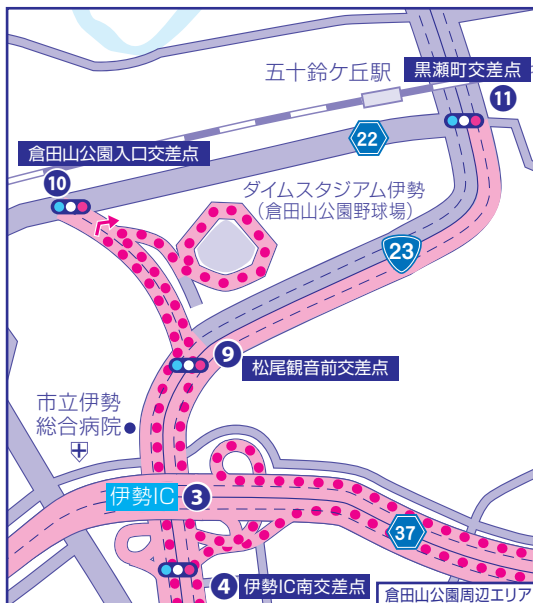 五十鈴ケ丘駅
黒瀬町交差点
11
22
倉田山公園入口交差点
10
ダイムスタジアム伊勢
（倉田山公園野球場）
23
9
松尾観音前交差点
市立伊勢
総合病院
伊勢IC
3
37
4
伊勢IC南交差点
倉田山公園周辺エリア